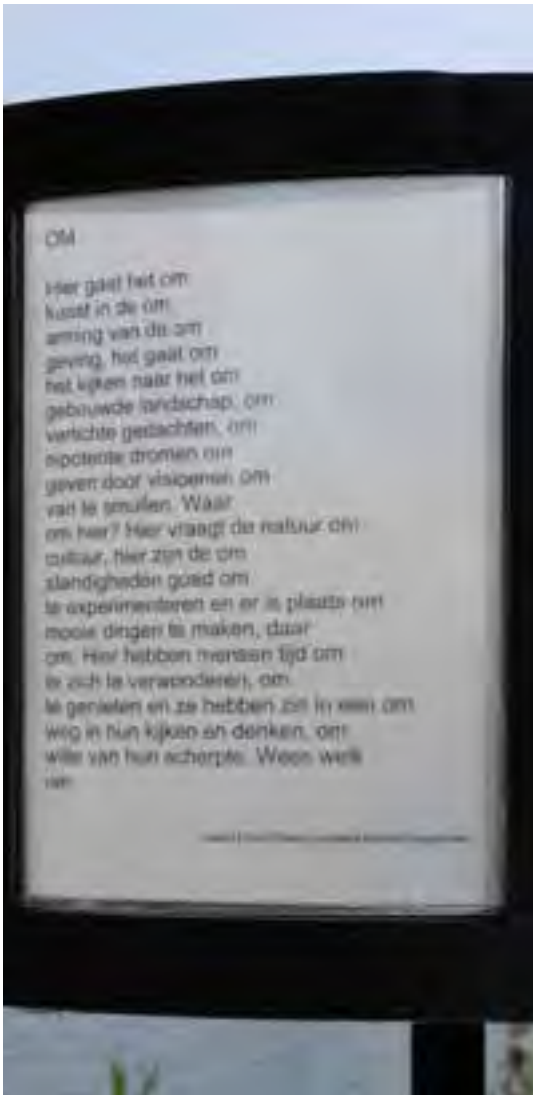 OM
Hier gaat het om
kunst in de om
arming van de om
geving, het gaat om
het kijken naar het om
gebouwde landschap, om
verlichte gedachten, om
nipotente dromen om
geven door visioenen om
van te smullen. Waar
om hier? Hier vraagt de natuur om
cultuur, hier zijn de om
standigheden goed om
te experimenteren en er is plaats om
mooie dingen te maken, daar
om. Hier hebben mensen tijd om
te zich te verwonderen, om
te genieten en ze hebben zin in een om
weg in hun kijken en denken, om
wille van hun scherpte. Wees welk
om